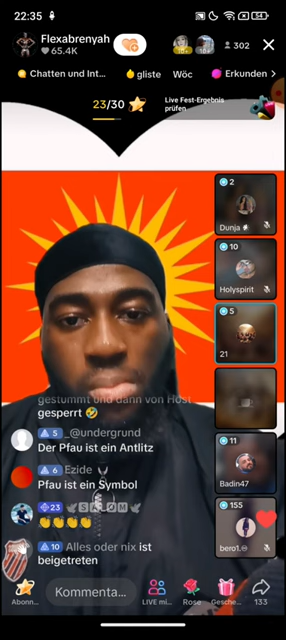 22:35
54
Flexabrenyah
65.4K
302
Chatten und Int...
gliste
Wöc
Erkunden >
23/30
Live Fest-Ergebnis
prüfen
2
Dunja
10
Holyspirit
5
21
gestummt und dann von Host
gesperrt 🤣
5 _@undergrund
Der Pfau ist ein Antlitz
6 Ezide
Pfau ist ein Symbol
11
Badin47
23 🕊️🆂🅰🅻🅾🅼🕊️
👏👏👏👏
155
bero1.
10 Alles oder nix ist
beigetreten
Abonn...
Kommenta...
LIVE mi...
Rose
Gesche...
133